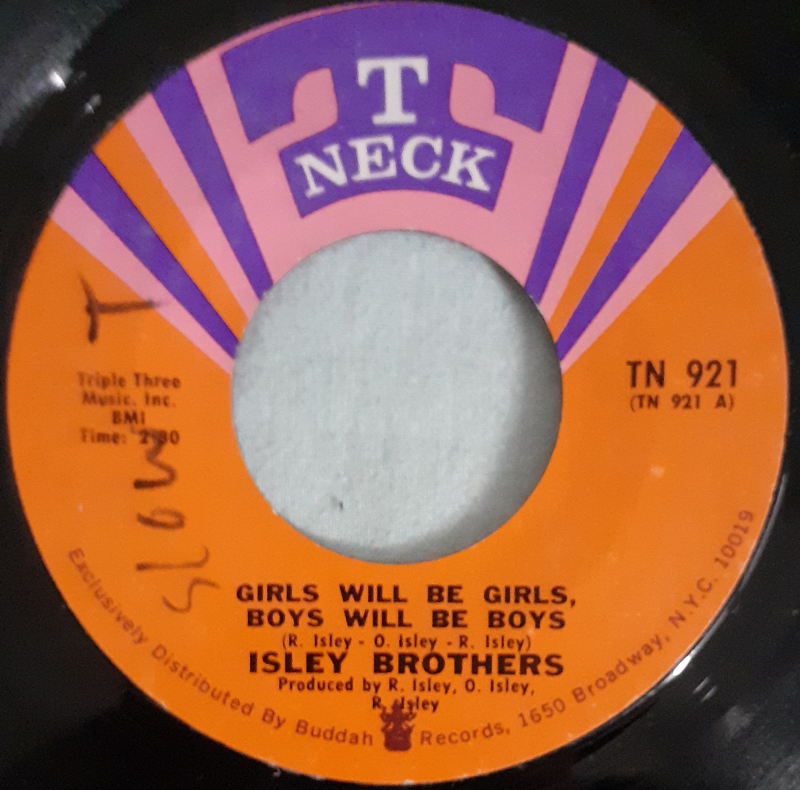 T
NECK
T
slow
Triple Three
Music. Inc.
BMI
Time: 2:30
TN 921
(TN 921 A)
GIRLS WILL BE GIRLS,
BOYS WILL BE BOYS
(R. Isley - O. Isley - R. Isley)
ISLEY BROTHERS
Produced by R. Isley, O. Isley,
R. Isley
Exclusively Distributed By Buddah Records, 1650 Broadway, N.Y.C. 10019